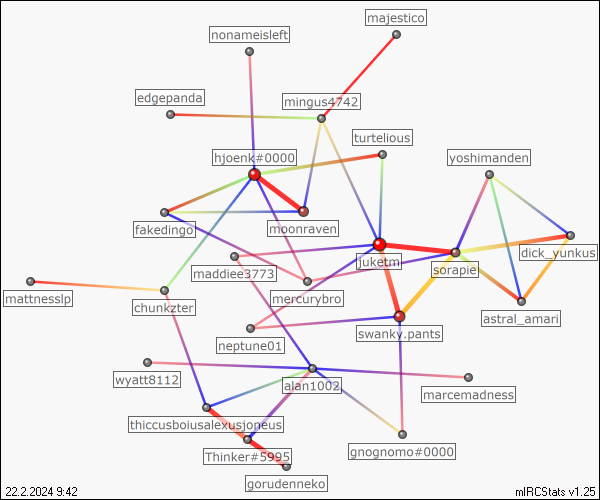 majestico
nonameisleft
edgepanda
mingus4742
turtelious
hjoenk#0000
yoshimanden
fakedingo
moonraven
juketm
sorapie
dick_yunkus
maddiee3773
mercurybro
mattnesslp
chunkzter
astral_amari
swanky.pants
neptune01
wyatt8112
alan1002
marcemadness
thiccusboiusalexusjoneus
Thinker#5995
gnognomo#0000
gorudenneko
22.2.2024 9:42
mIRCStats v1.25